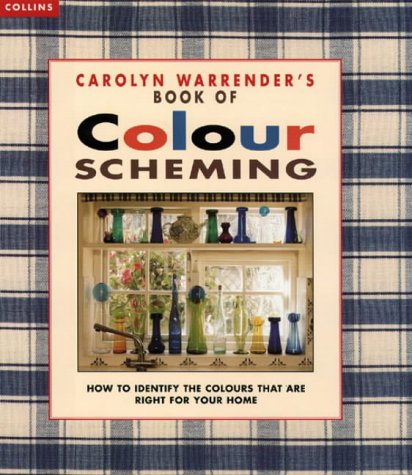 COLLINS
CAROLYN WARRENDER'S
BOOK OF
Colour
SCHEMING
HOW TO IDENTIFY THE COLOURS THAT ARE
RIGHT FOR YOUR HOME